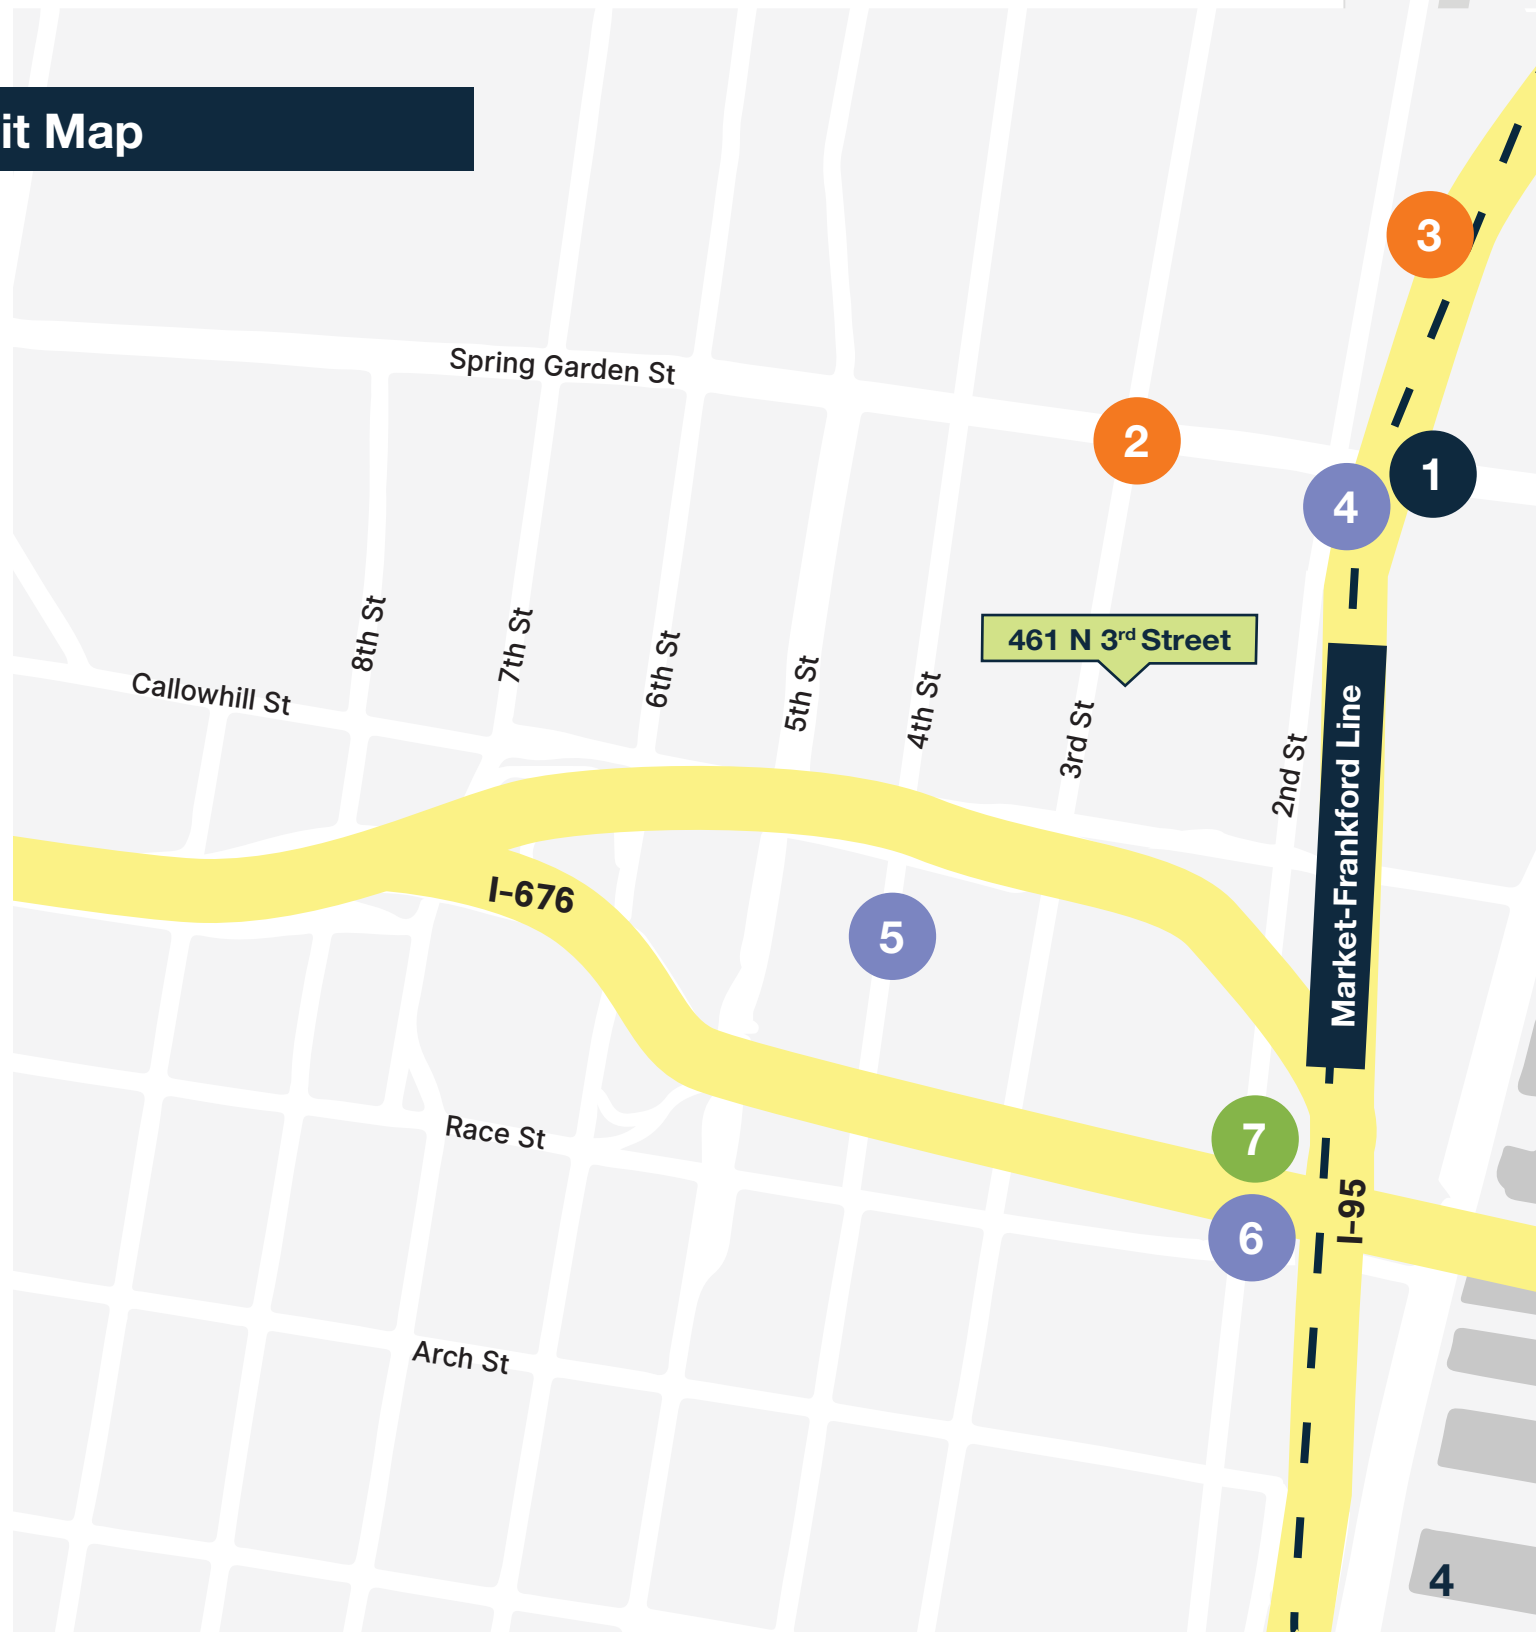 it Map
3
Spring Garden St
2
1
4
461 N 3rd Street
8th St
7th St
6th St
5th St
4th St
3rd St
2nd St
Callowhill St
Market-Frankford Line
I-676
5
Race St
7
I-95
6
Arch St
4